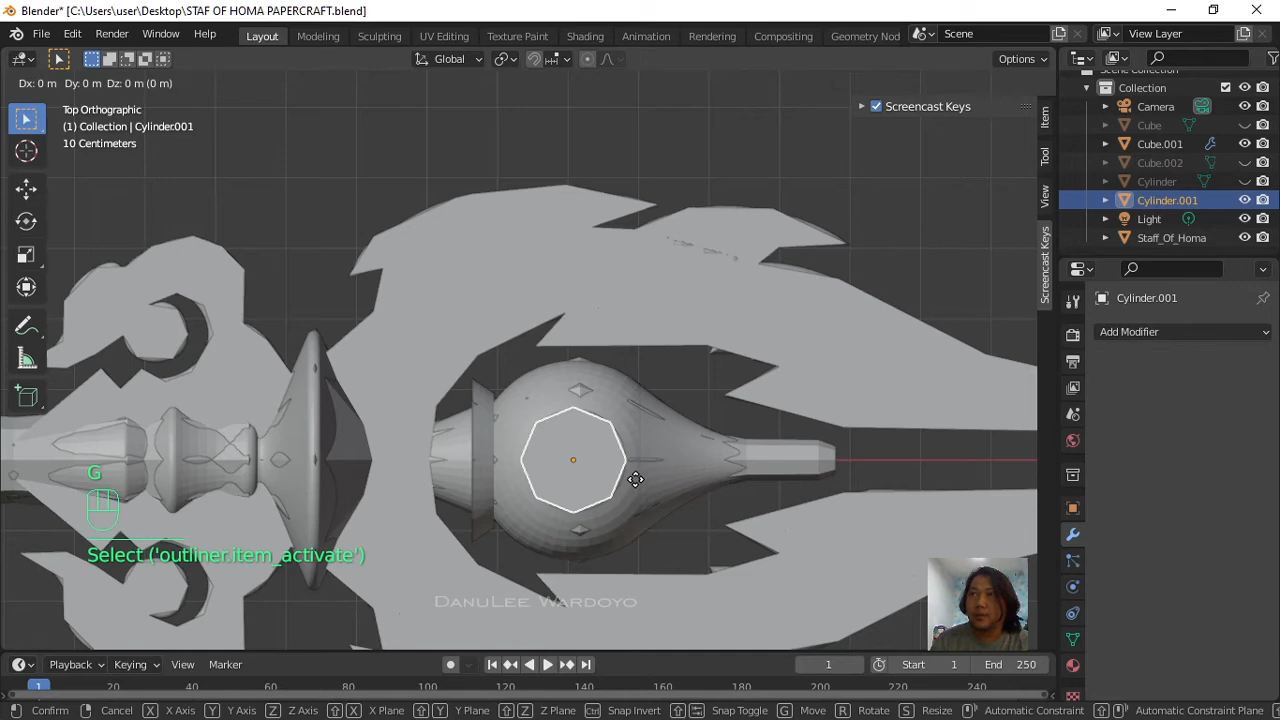 Blender* [C:\Users\user\Desktop\STAF OF HOMA PAPERCRAFT.blend]
File Edit Render Window Help Layout Modeling Sculpting UV Editing Texture Paint Shading Animation Rendering Compositing Geometry Nod Scene View Layer
Global Options
Dx: 0 m Dy: 0 m Dz: 0 m (0 m)
Top Orthographic
(1) Collection | Cylinder.001
10 Centimeters
Screencast Keys
Item
Tool
View
Screencast Keys
Scene Collection
Collection
Camera
Cube
Cube.001
Cube.002
Cylinder
Cylinder.001
Light
Staff_Of_Homa
Cylinder.001
Add Modifier
G
Select ('outliner.item_activate')
DanuLee Wardoyo
Playback Keying View Marker 1 Start 1 End 250
1 20 40 60 80 100 120 140 160 180 200 220 240
Confirm Cancel X X Axis Y Y Axis Z Z Axis X X Plane Y Y Plane Z Z Plane Ctrl Snap Invert Snap Toggle G Move R Rotate S Resize Automatic Constraint Automatic Constraint